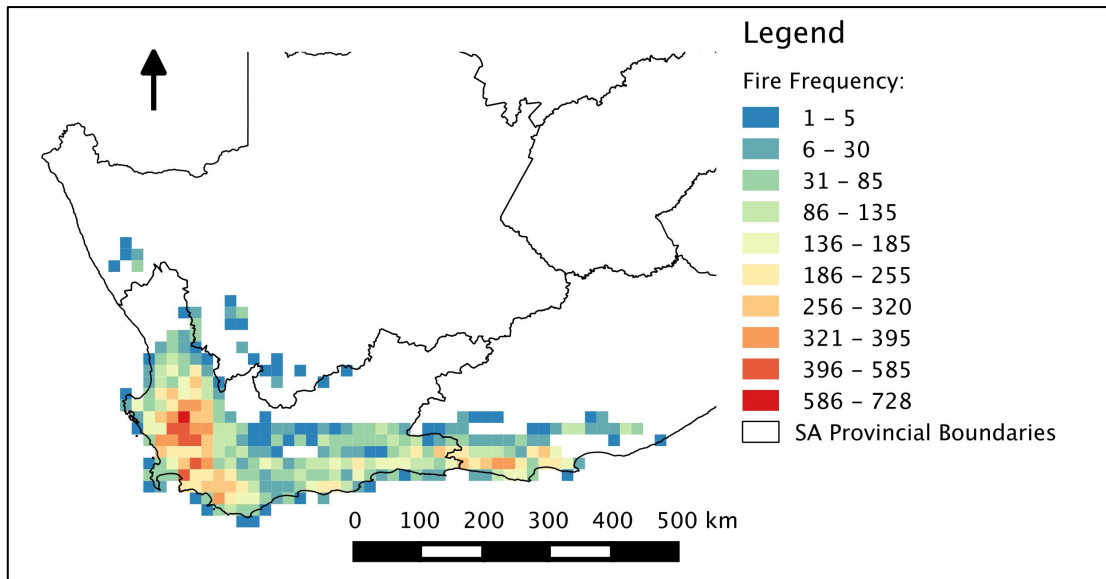 Legend
Fire Frequency:
1 – 5
6 – 30
31 – 85
86 – 135
136 – 185
186 – 255
256 – 320
321 – 395
396 – 585
586 – 728
SA Provincial Boundaries
0 100 200 300 400 500 km